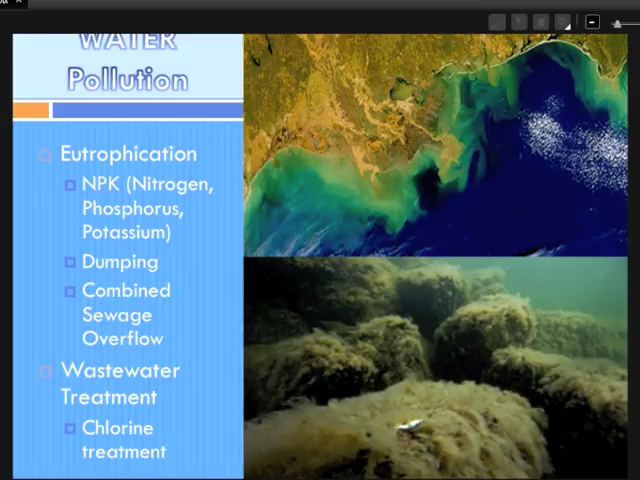 WATER
Pollution
Eutrophication
NPK (Nitrogen,
Phosphorus,
Potassium)
Dumping
Combined
Sewage
Overflow
Wastewater
Treatment
Chlorine
treatment